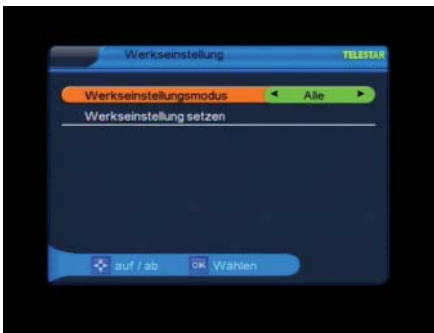 Werkseinstellung TELESTAR
Werkseinstellungsmodus Alle
Werkseinstellung setzen
auf / ab OK Wählen